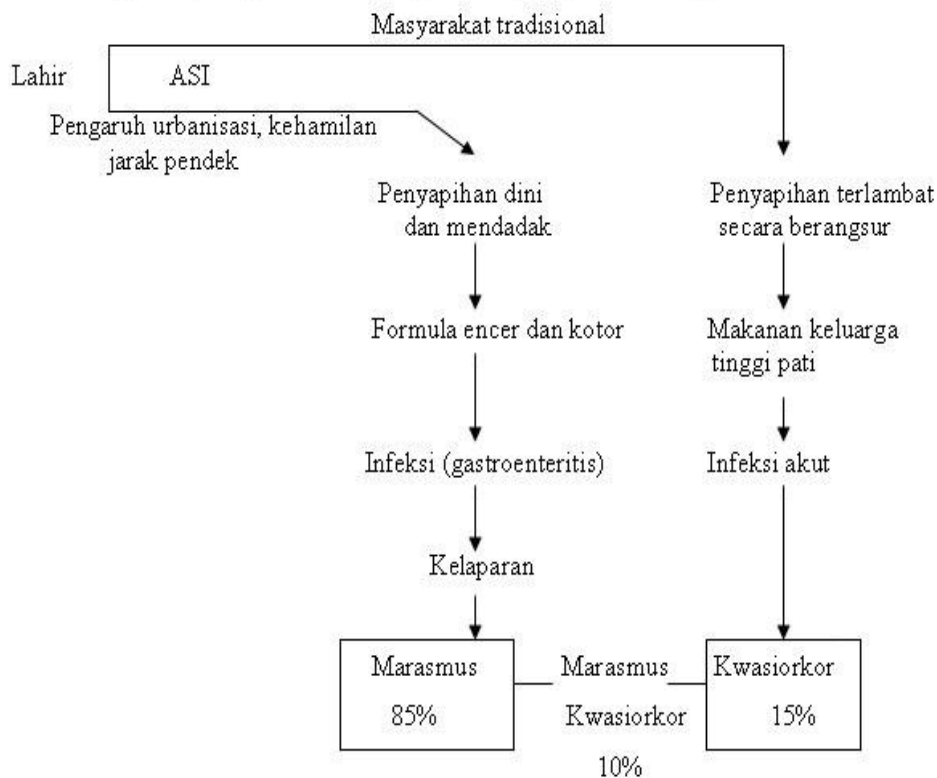 Masyarakat tradisional
Lahir
ASI
Pengaruh urbanisasi, kehamilan
jarak pendek
Penyapihan dini
dan mendadak
Penyapihan terlambat
secara berangsur
Formula encer dan kotor
Makanan keluarga
tinggi pati
Infeksi (gastroenteritis)
Infeksi akut
Kelaparan
Marasmus
85%
Marasmus
Kwasiorkor
10%
Kwasiorkor
15%